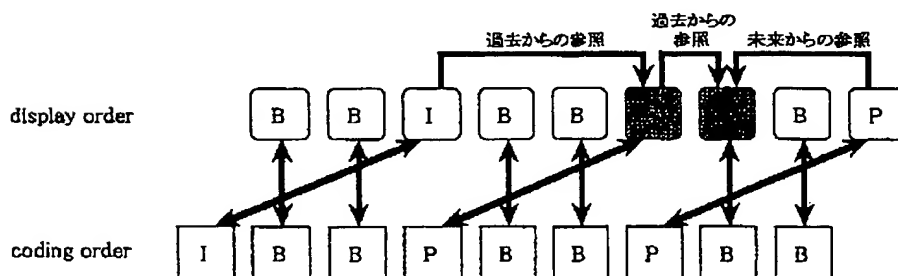 過去からの参照
過去からの
参照
未来からの参照
display order
B B I B B B P
coding order
I B B P B B P B B